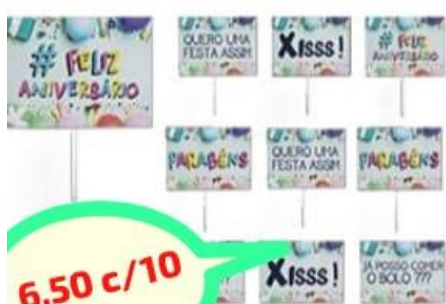 # FELIZ
ANIVERSÁRIO
QUERO UMA
FESTA ASSIM
XISSS!
# FELIZ
ANIVERSÁRIO
PARABÉNS
QUERO UMA
FESTA ASSIM
PARABÉNS
6,50 c/10
XISSS!
JÁ POSSO COMER
O BOLO ???